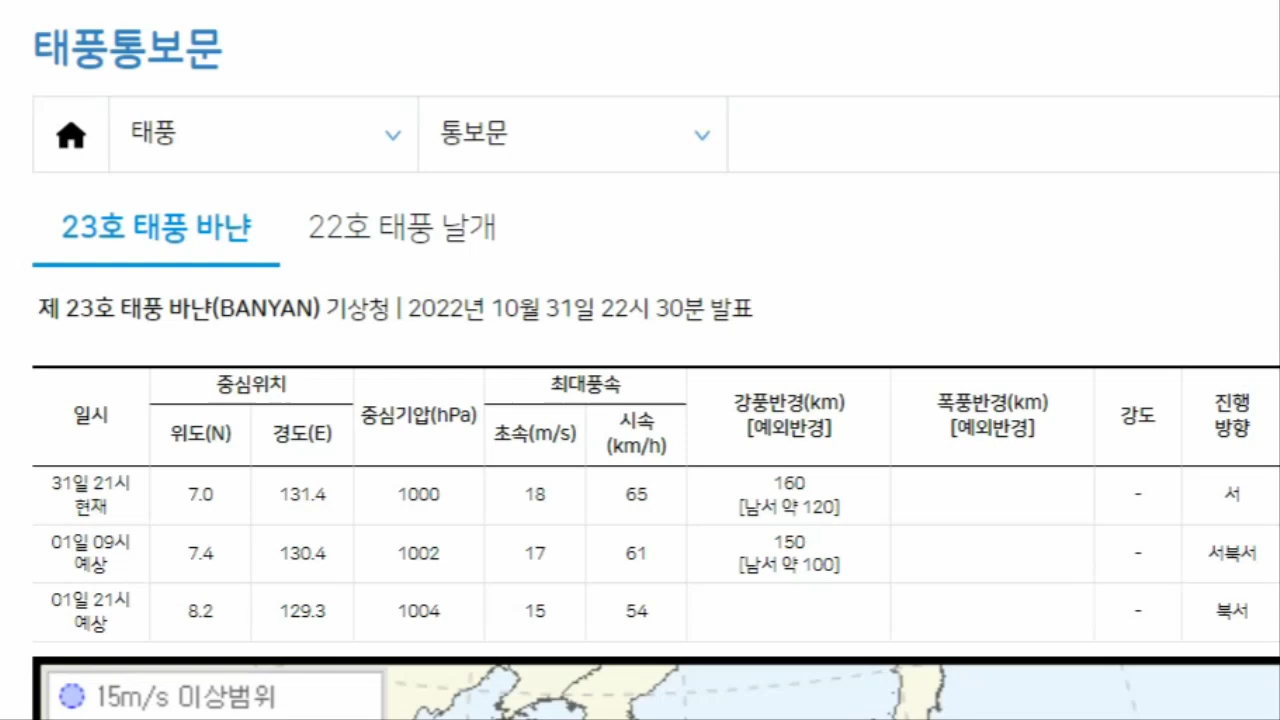 태풍통보문
태풍 통보문
23호 태풍 바냔 22호 태풍 날개
제 23호 태풍 바냔(BANYAN) 기상청 | 2022년 10월 31일 22시 30분 발표
일시 중심위치 중심기압(hPa) 최대풍속 강풍반경(km) [예외반경] 폭풍반경(km) [예외반경] 강도 진행 방향
위도(N) 경도(E) 초속(m/s) 시속 (km/h)
31일 21시 현재 7.0 131.4 1000 18 65 160 [남서 약 120] - 서
01일 09시 예상 7.4 130.4 1002 17 61 150 [남서 약 100] - 서북서
01일 21시 예상 8.2 129.3 1004 15 54 - 북서
15m/s 이상범위